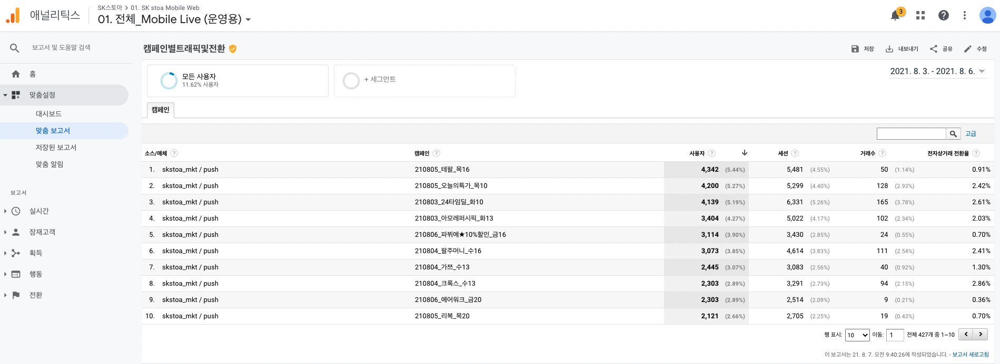 애널리틱스
SK스토아 > 01. SK stoa Mobile Web
01. 전체_Mobile Live (운영용)
3
보고서 및 도움말 검색
홈
맞춤설정
대시보드
맞춤 보고서
저장된 보고서
맞춤 알림
보고서
실시간
잠재고객
획득
행동
전환
캠페인별트래픽및전환
저장 내보내기 공유 수정
모든 사용자
11.62% 사용자
+ 세그먼트
2021. 8. 3. - 2021. 8. 6.
캠페인
고급
소스/매체 ? 캠페인 ? 사용자 ? ↓ 세션 ? 거래수 ? 전자상거래 전환율 ?
1. skstoa_mkt / push 210805_테팔_목16 4,342 (5.44%) 5,481 (4.55%) 50 (1.14%) 0.91%
2. skstoa_mkt / push 210805_오늘의특가_목10 4,200 (5.27%) 5,299 (4.40%) 128 (2.93%) 2.42%
3. skstoa_mkt / push 210803_24타임딜_화10 4,139 (5.19%) 6,331 (5.26%) 165 (3.78%) 2.61%
4. skstoa_mkt / push 210803_아모레퍼시픽_화13 3,404 (4.27%) 5,022 (4.17%) 102 (2.34%) 2.03%
5. skstoa_mkt / push 210806_파뷔에★10%할인_금16 3,114 (3.90%) 3,430 (2.85%) 24 (0.55%) 0.70%
6. skstoa_mkt / push 210804_팔주머니_수16 3,073 (3.85%) 4,614 (3.83%) 111 (2.54%) 2.41%
7. skstoa_mkt / push 210804_가쯔_수13 2,445 (3.07%) 3,083 (2.56%) 40 (0.92%) 1.30%
8. skstoa_mkt / push 210804_크록스_수13 2,303 (2.89%) 3,291 (2.73%) 94 (2.15%) 2.86%
9. skstoa_mkt / push 210806_에어워크_금20 2,303 (2.89%) 2,514 (2.09%) 9 (0.21%) 0.36%
10. skstoa_mkt / push 210805_리복_목20 2,121 (2.66%) 2,705 (2.25%) 19 (0.43%) 0.70%
행 표시: 10 이동: 1 전체 427개 중 1~10
이 보고서는 21. 8. 7. 오전 9:40:26에 작성되었습니다. - 보고서 새로고침